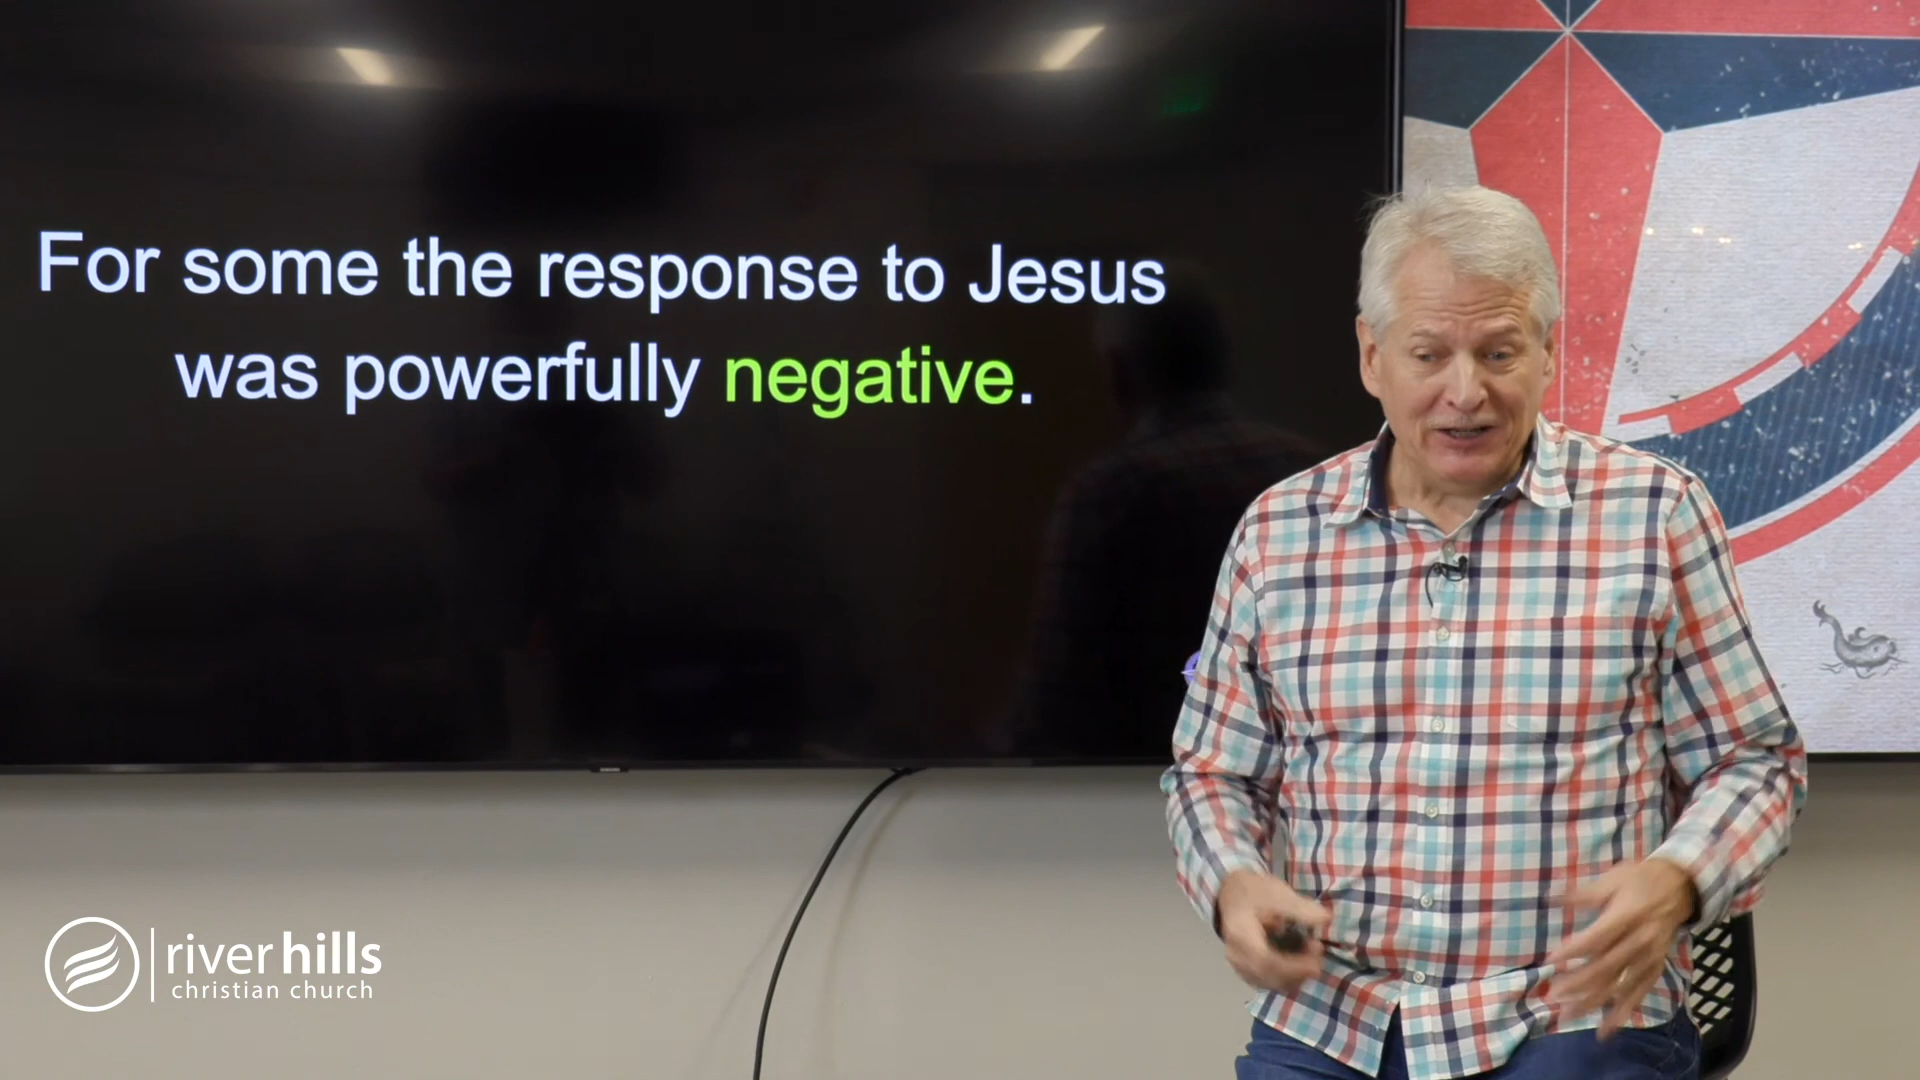 For some the response to Jesus
was powerfully negative.
river hills
christian church